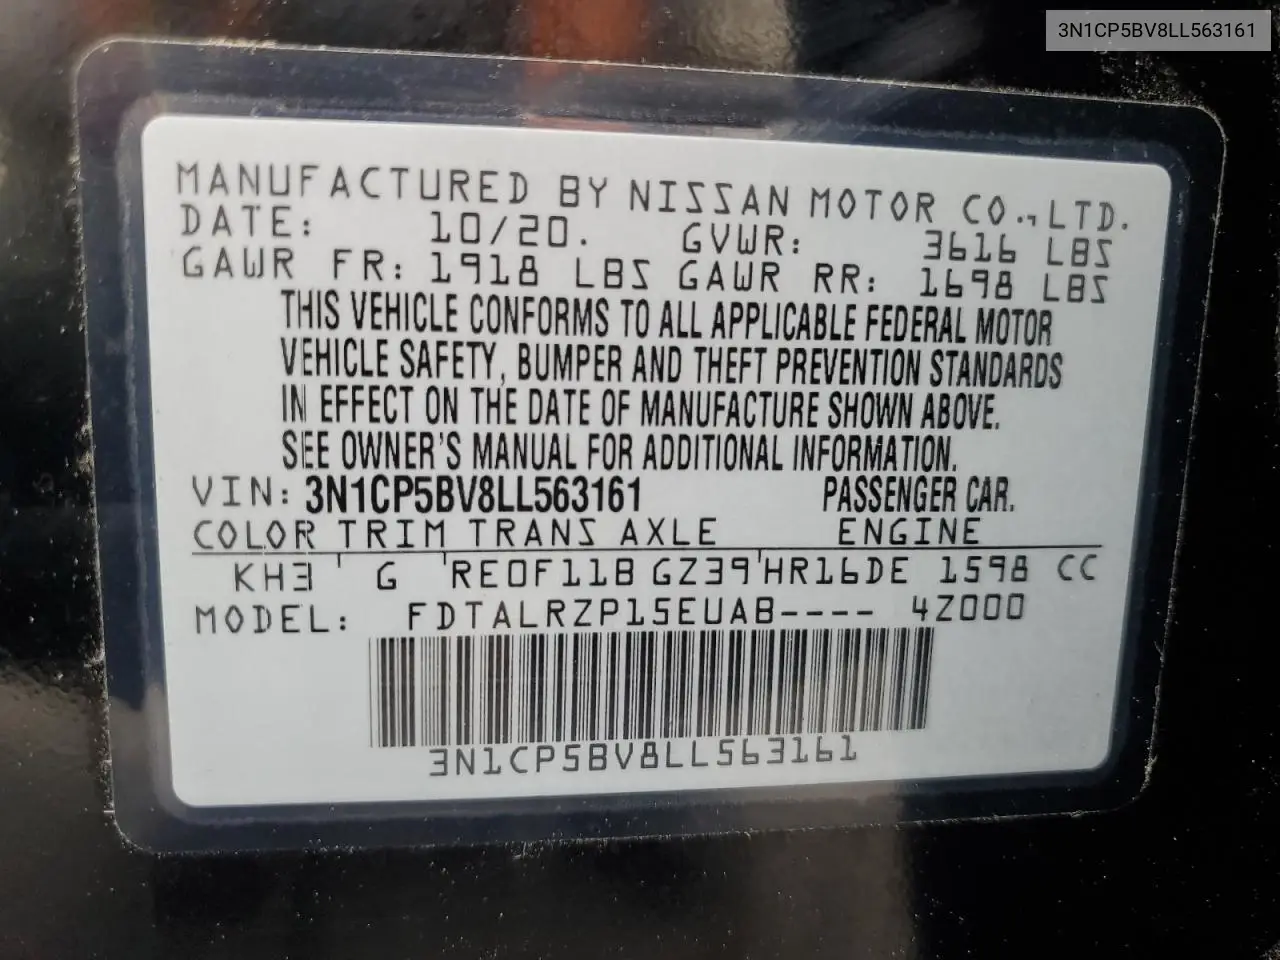 3N1CP5BV8LL563161
MANUFACTURED BY NISSAN MOTOR CO., LTD.
DATE: 10/20. GVWR: 3616 LBS
GAWR FR: 1918 LBS GAWR RR: 1698 LBS
THIS VEHICLE CONFORMS TO ALL APPLICABLE FEDERAL MOTOR
VEHICLE SAFETY, BUMPER AND THEFT PREVENTION STANDARDS
IN EFFECT ON THE DATE OF MANUFACTURE SHOWN ABOVE.
SEE OWNER'S MANUAL FOR ADDITIONAL INFORMATION.
VIN: 3N1CP5BV8LL563161 PASSENGER CAR.
COLOR TRIM TRANS AXLE ENGINE
KH3 G RE0F11B GZ39 HR16DE 1598 CC
MODEL: FDTALRZP15EUAB---- 4Z000
3N1CP5BV8LL563161